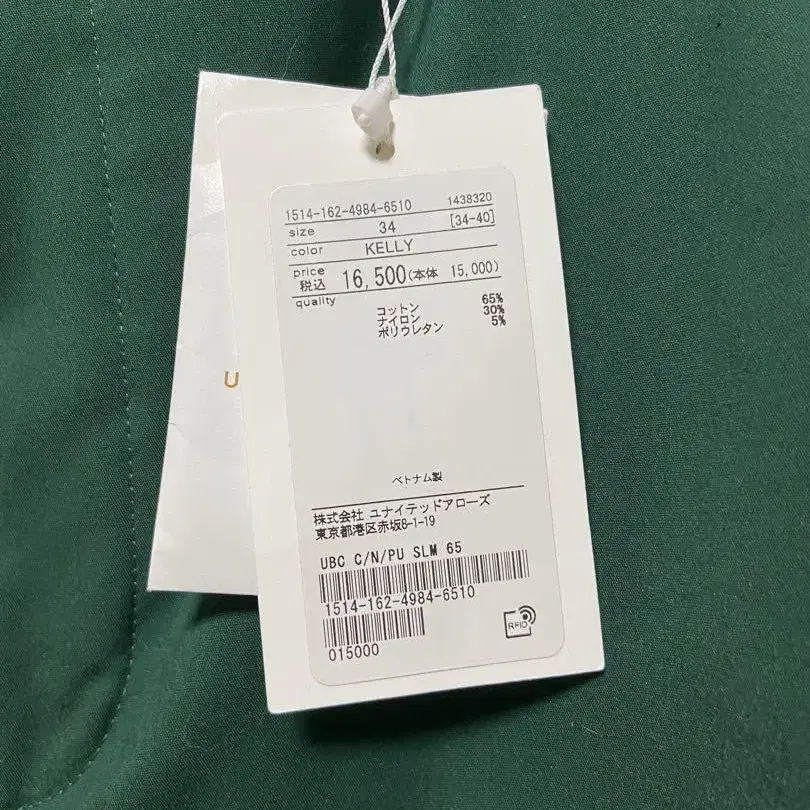 1514-162-4984-6510 1438320
size 34 [34-40]
color KELLY
price
税込 16,500(本体 15,000)
quality
コットン 65%
ナイロン 30%
ポリウレタン 5%
U
ベトナム製
株式会社 ユナイテッドアローズ
東京都港区赤坂8-1-19
UBC C/N/PU SLM 65
1514-162-4984-6510
015000
RFID